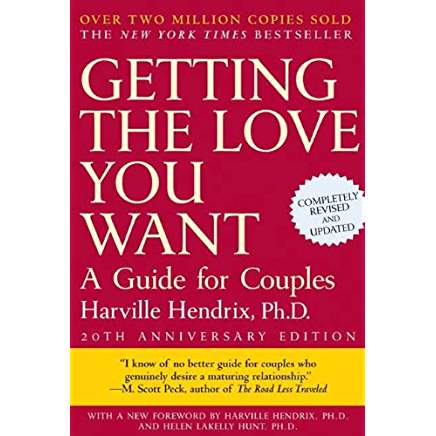 OVER TWO MILLION COPIES SOLD
THE NEW YORK TIMES BESTSELLER
GETTING
THE LOVE
YOU
WANT
COMPLETELY
REVISED
AND
UPDATED
A Guide for Couples
Harville Hendrix, Ph.D.
20TH ANNIVERSARY EDITION
"I know of no better guide for couples who
genuinely desire a maturing relationship."
—M. Scott Peck, author of The Road Less Traveled
WITH A NEW FOREWORD BY HARVILLE HENDRIX, PH.D.
AND HELEN LAKELLY HUNT, PH.D.